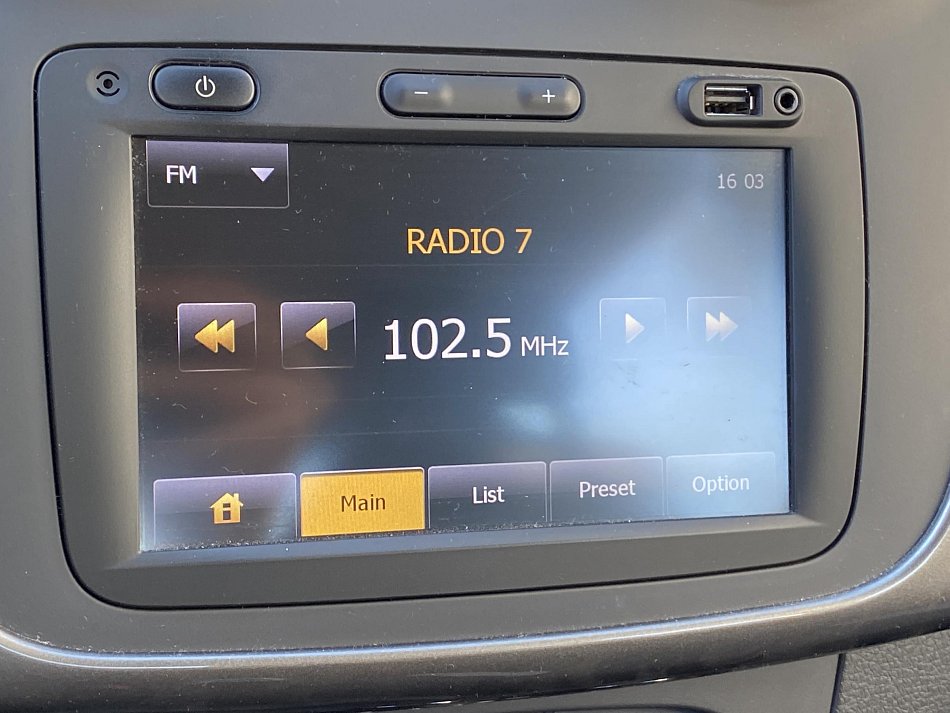 − +
FM
16 03
RADIO 7
102.5 MHz
Main List Preset Option